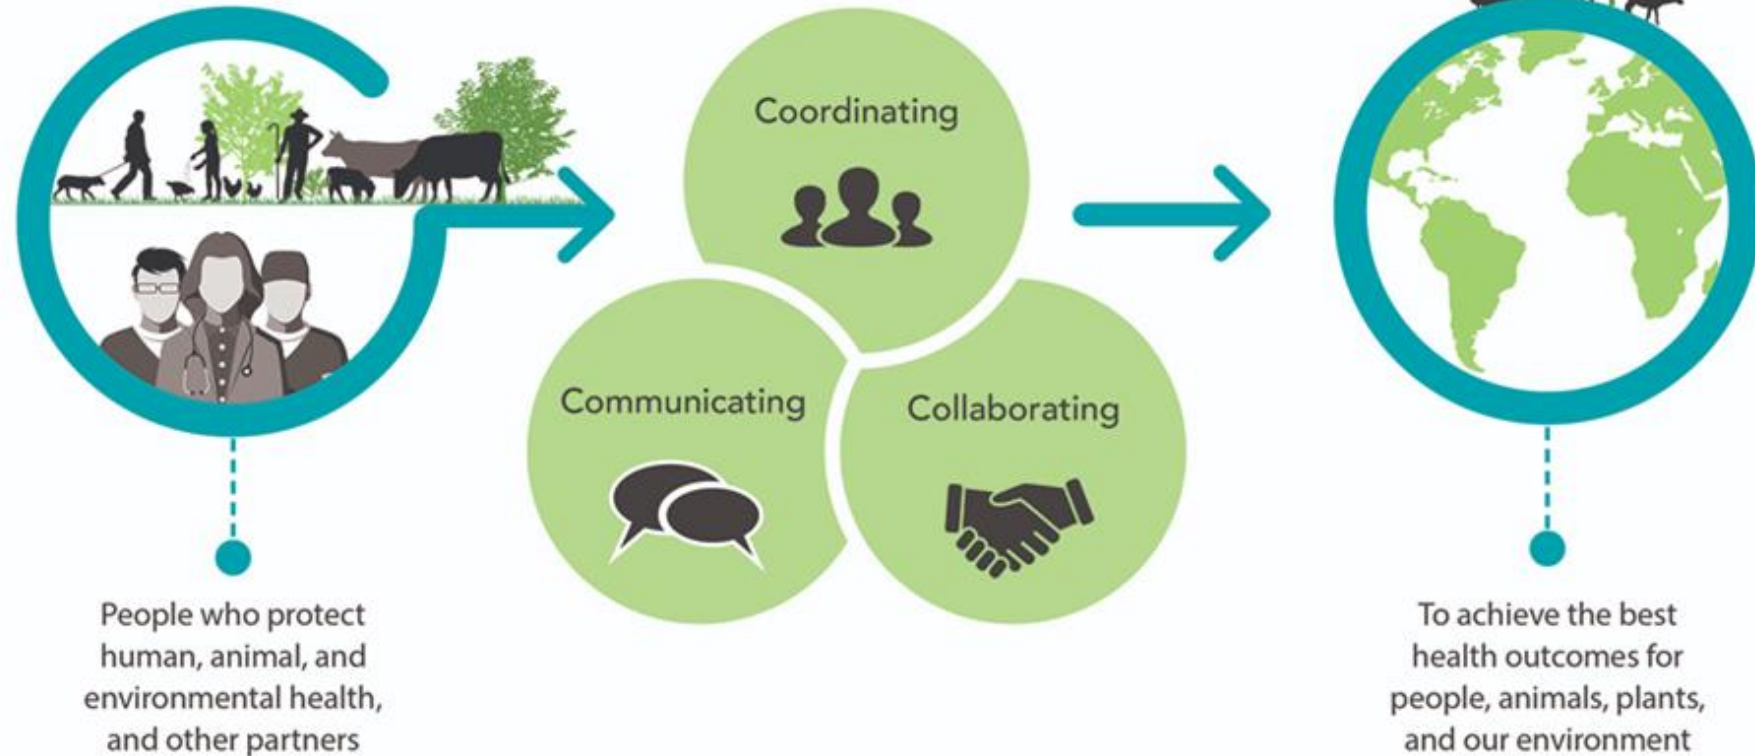 Coordinating
Communicating
Collaborating
People who protect
human, animal, and
environmental health,
and other partners
To achieve the best
health outcomes for
people, animals, plants,
and our environment